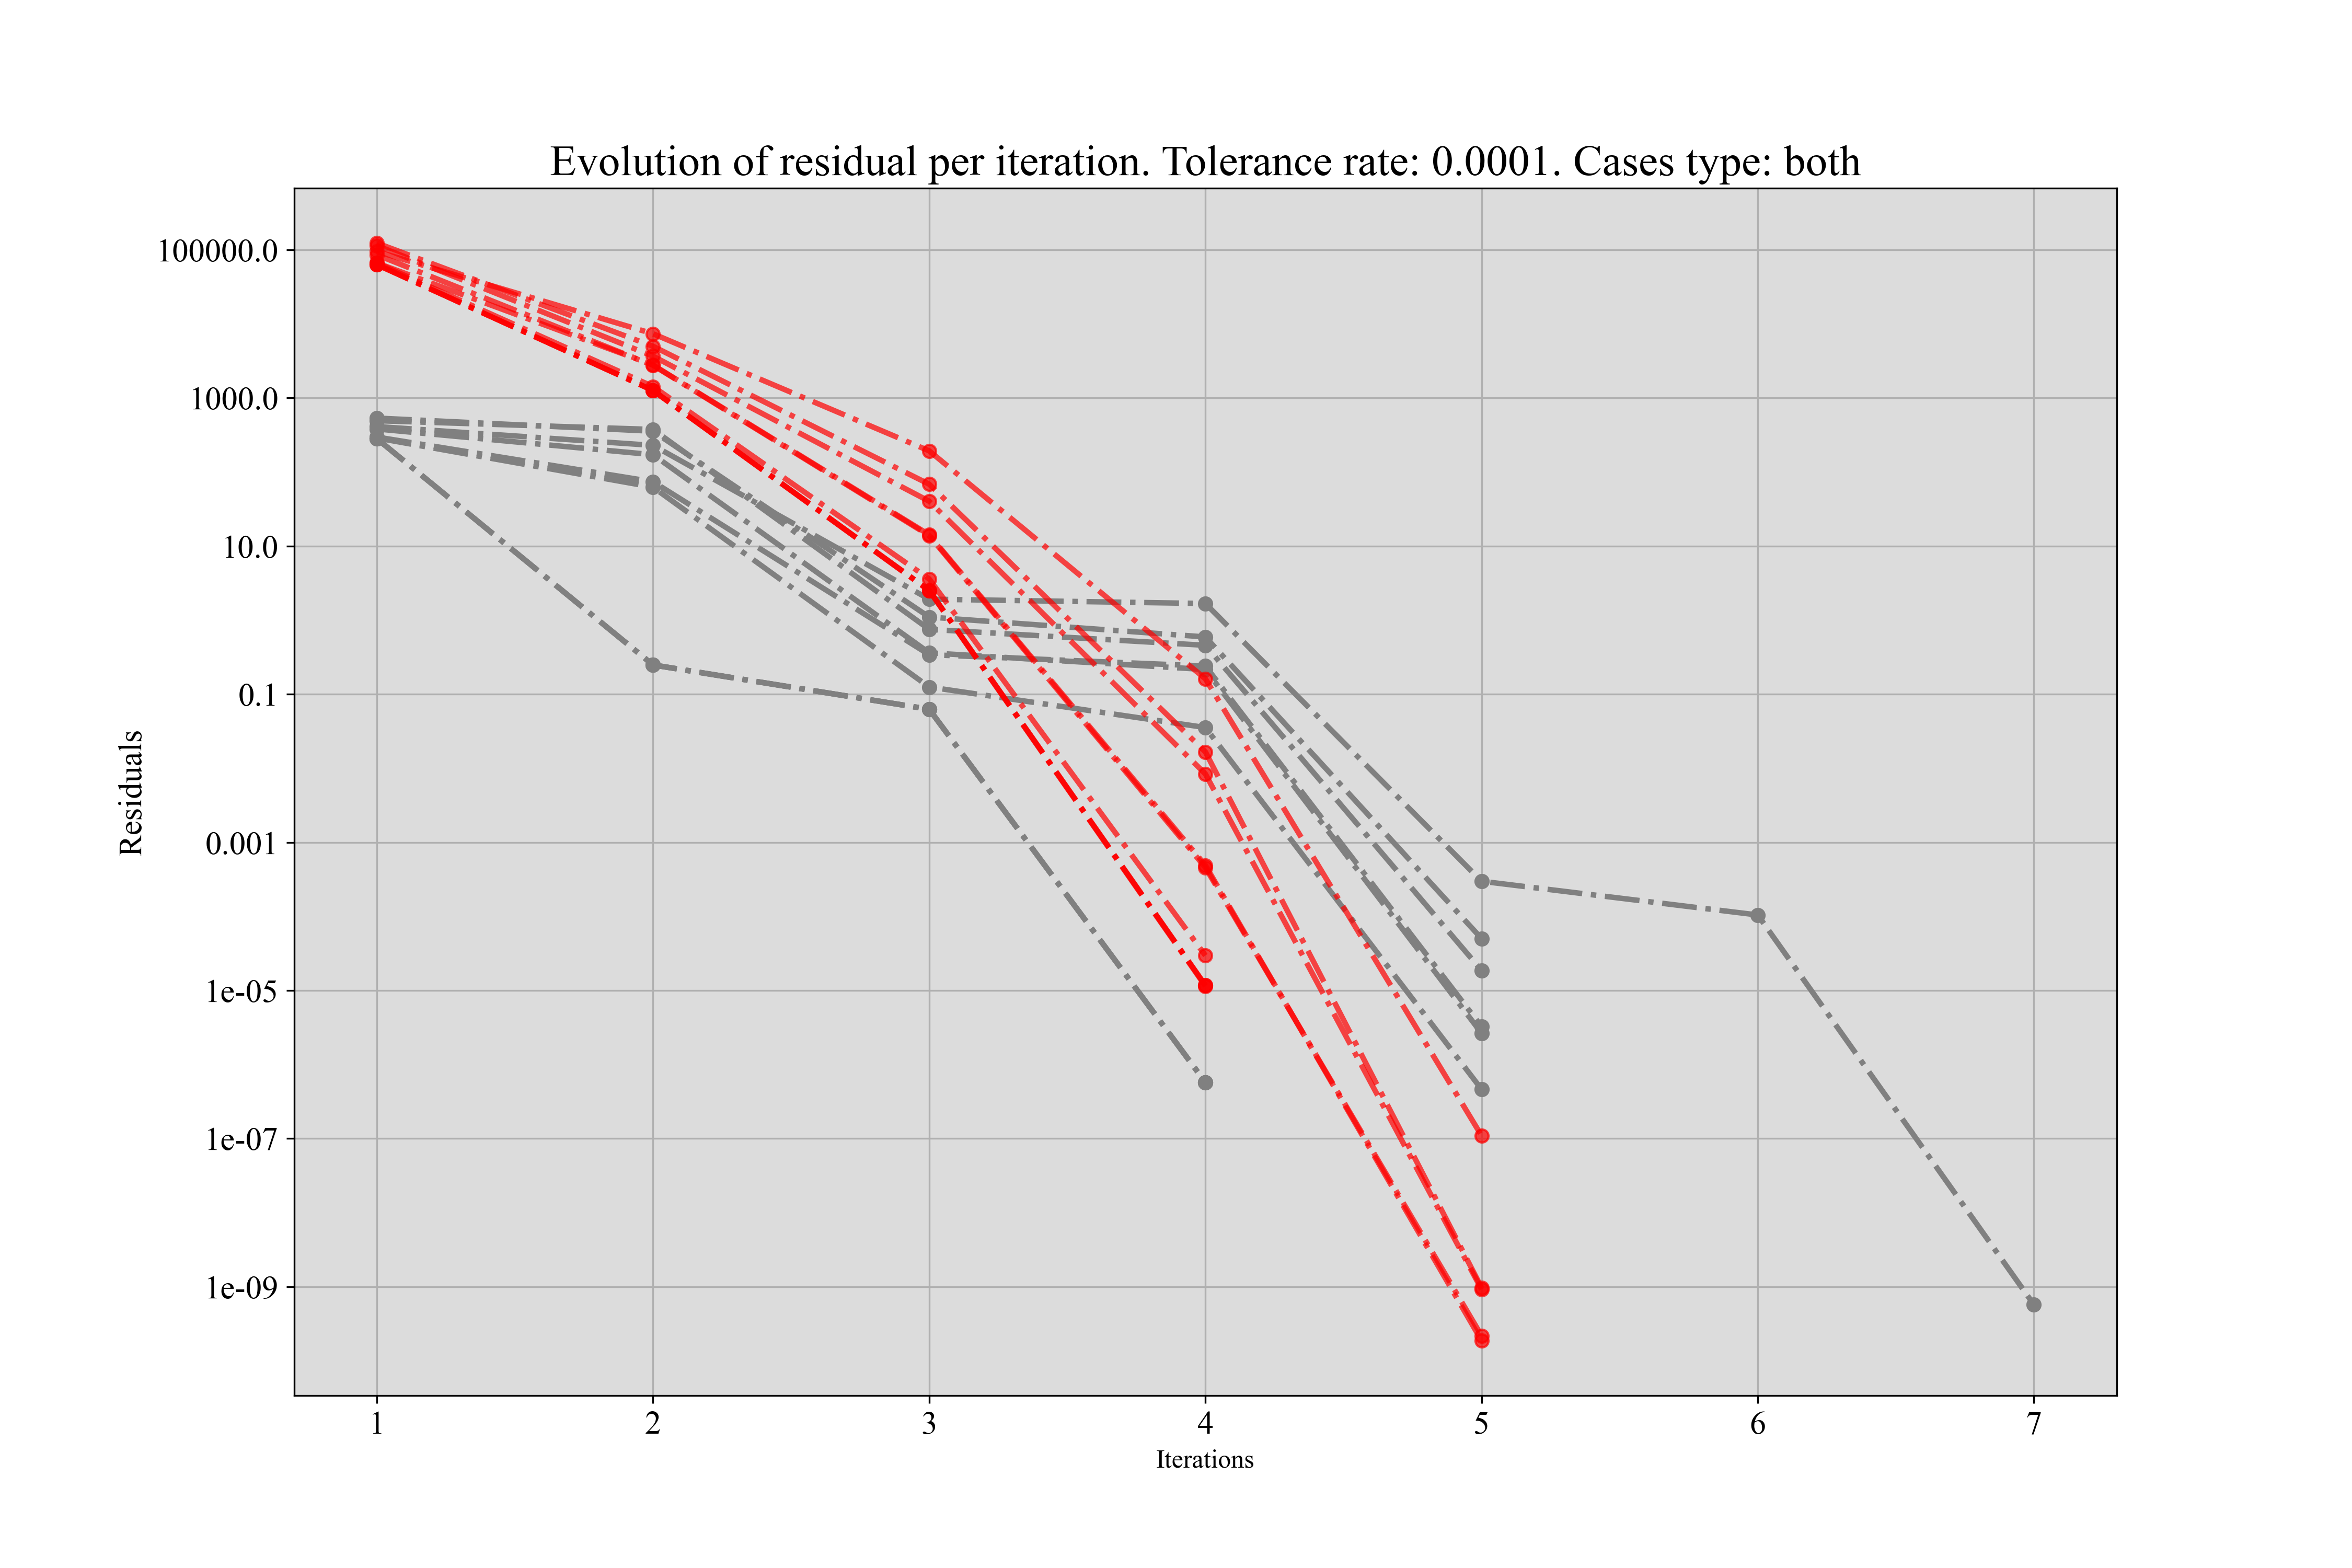 Evolution of residual per iteration. Tolerance rate: 0.0001. Cases type: both
100000.0
1000.0
10.0
0.1
0.001
1e-05
1e-07
1e-09
Residuals
1 2 3 4 5 6 7
Iterations